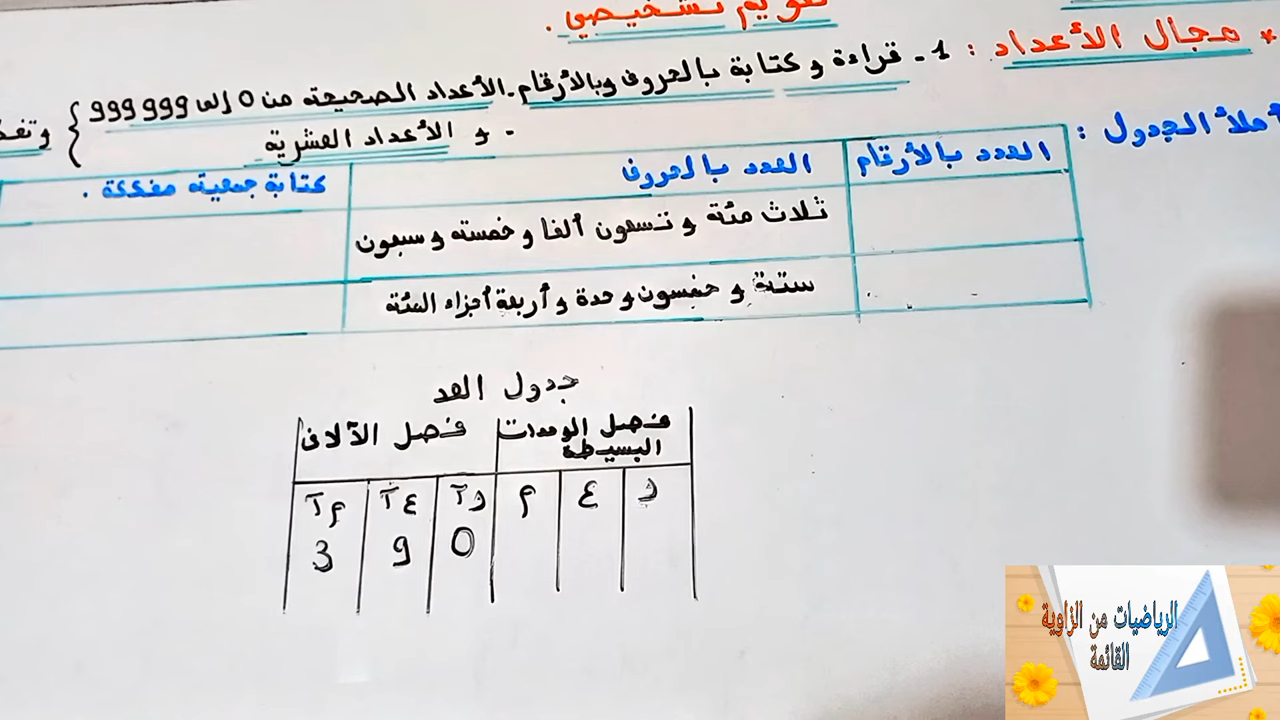 تقويم تشخيصي .
* مجال الأعداد : 1 - قراءة و كتابة بالحروف وبالأرقام - الأعداد الصحيحة من 0 إلى 999 999
- و الأعداد العشرية
أملأ الجدول :
العدد بالأرقام العدد بالحروف كتابة جمعية مفككة .
ثلاث مئة و تسعون ألفا و خمسة و سبعون
ستة و خمسون وحدة و أربعة أجزاء المئة
جدول العد
فصل الوحدات البسيطة فصل الآلاف
و ع م وآ عآ مآ
0 9 3
الرياضيات من الزاوية
القائمة